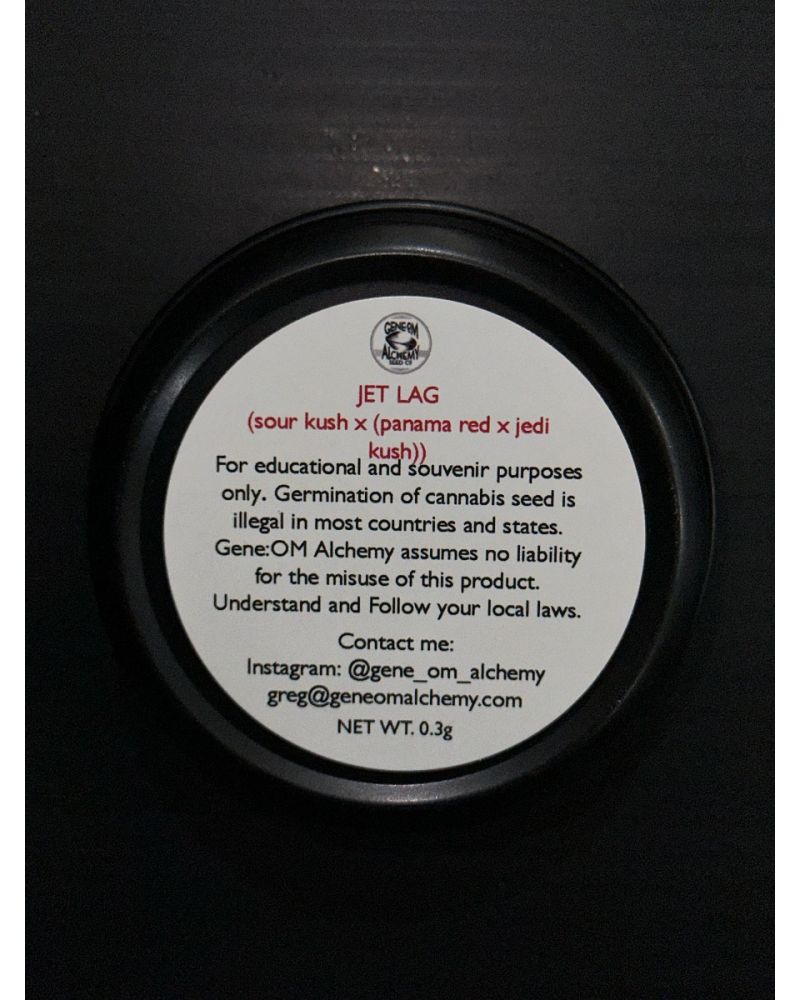 GENE:OM
ALCHEMY
SEED CO
JET LAG
(sour kush x (panama red x jedi
kush))
For educational and souvenir purposes
only. Germination of cannabis seed is
illegal in most countries and states.
Gene:OM Alchemy assumes no liability
for the misuse of this product.
Understand and Follow your local laws.
Contact me:
Instagram: @gene_om_alchemy
greg@geneomalchemy.com
NET WT. 0.3g